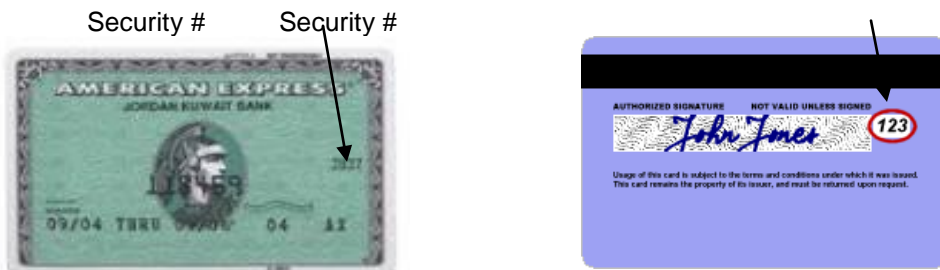 Security # Security #
AMERICAN EXPRESS
JORDAN KUWAIT BANK
09/04 THRU
04 AX
AUTHORIZED SIGNATURE NOT VALID UNLESS SIGNED
John Jones
123
Usage of this card is subject to the terms and conditions under which it was issued.
This card remains the property of its issuer, and must be returned upon request.